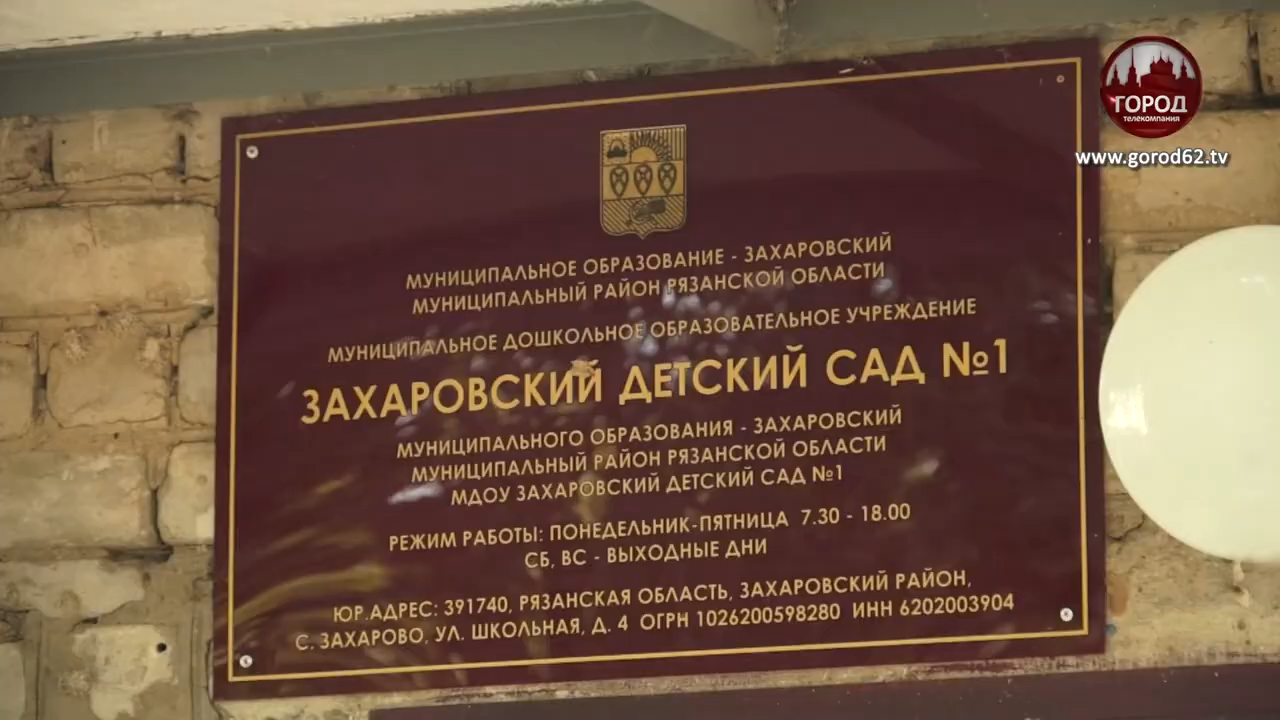 ГОРОД
телекомпания
www.gorod62.tv
МУНИЦИПАЛЬНОЕ ОБРАЗОВАНИЕ - ЗАХАРОВСКИЙ
МУНИЦИПАЛЬНЫЙ РАЙОН РЯЗАНСКОЙ ОБЛАСТИ
МУНИЦИПАЛЬНОЕ ДОШКОЛЬНОЕ ОБРАЗОВАТЕЛЬНОЕ УЧРЕЖДЕНИЕ
ЗАХАРОВСКИЙ ДЕТСКИЙ САД №1
МУНИЦИПАЛЬНОГО ОБРАЗОВАНИЯ - ЗАХАРОВСКИЙ
МУНИЦИПАЛЬНЫЙ РАЙОН РЯЗАНСКОЙ ОБЛАСТИ
МДОУ ЗАХАРОВСКИЙ ДЕТСКИЙ САД №1
РЕЖИМ РАБОТЫ: ПОНЕДЕЛЬНИК-ПЯТНИЦА 7.30 - 18.00
СБ, ВС - ВЫХОДНЫЕ ДНИ
ЮР.АДРЕС: 391740, РЯЗАНСКАЯ ОБЛАСТЬ, ЗАХАРОВСКИЙ РАЙОН,
С. ЗАХАРОВО, УЛ. ШКОЛЬНАЯ, Д. 4 ОГРН 1026200598280 ИНН 6202003904